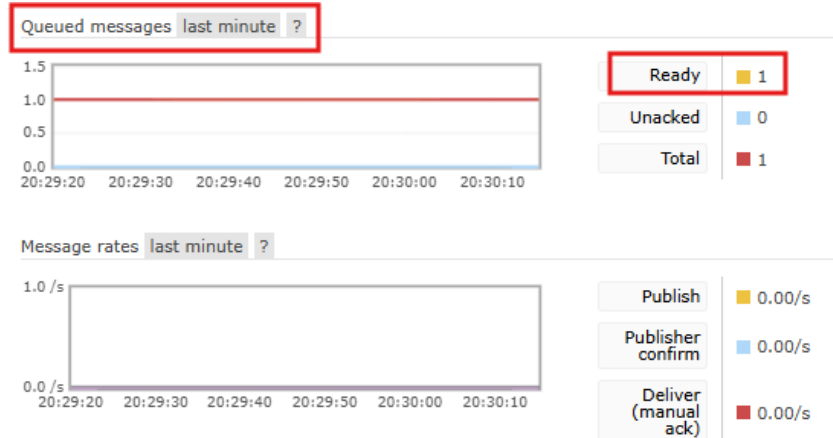 Queued messages last minute ?
1.5
1.0
0.5
0.0
20:29:20 20:29:30 20:29:40 20:29:50 20:30:00 20:30:10
Ready 1
Unacked 0
Total 1
Message rates last minute ?
1.0 /s
0.0 /s
20:29:20 20:29:30 20:29:40 20:29:50 20:30:00 20:30:10
Publish 0.00/s
Publisher
confirm 0.00/s
Deliver
(manual 0.00/s
ack)